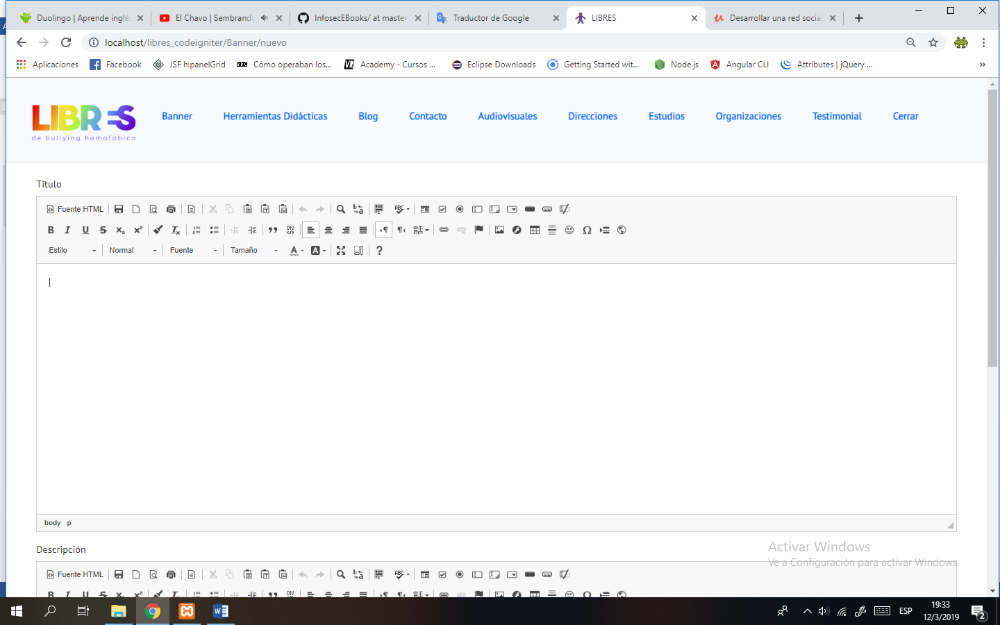 Duolingo | Aprende inglés
El Chavo | Sembrando
InfosecEBooks/ at master
Traductor de Google
LIBRES
Desarrollar una red social
localhost/libres_codeigniter/Banner/nuevo
Aplicaciones
Facebook
JSF h:panelGrid
BBC
Cómo operaban los...
Academy - Cursos ...
Eclipse Downloads
Getting Started wit...
Node.js
Angular CLI
Attributes | jQuery ...
»
LIBRES
de bullying homofóbico
Banner
Herramientas Didácticas
Blog
Contacto
Audiovisuales
Direcciones
Estudios
Organizaciones
Testimonial
Cerrar
Titulo
Fuente HTML
Estilo
Normal
Fuente
Tamaño
body p
Descripción
Fuente HTML
Activar Windows
Ve a Configuración para activar Windows.
ESP
19:33
12/3/2019
2